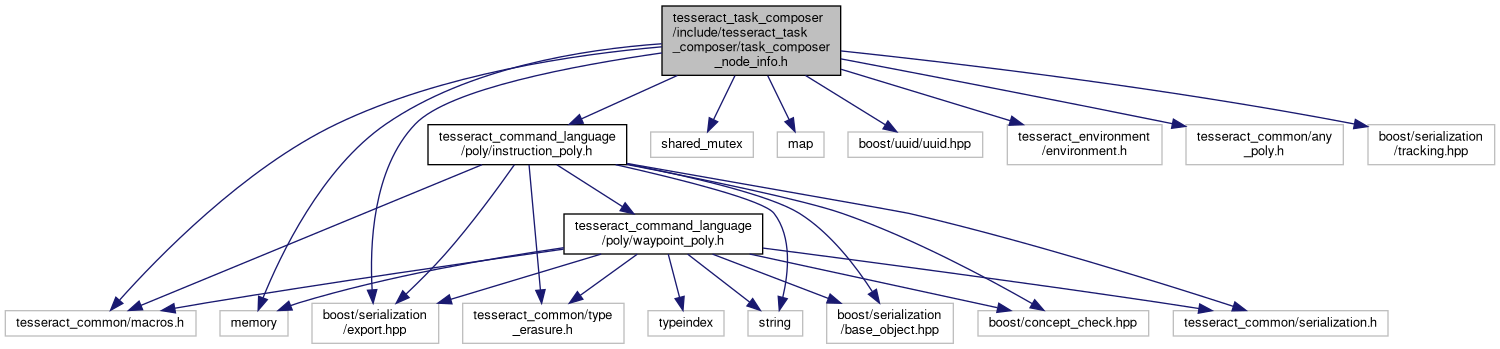 tesseract_task_composer
/include/tesseract_task
_composer/task_composer
_node_info.h
tesseract_command_language
/poly/instruction_poly.h
shared_mutex
map
boost/uuid/uuid.hpp
tesseract_environment
/environment.h
tesseract_common/any
_poly.h
boost/serialization
/tracking.hpp
tesseract_command_language
/poly/waypoint_poly.h
tesseract_common/macros.h
memory
boost/serialization
/export.hpp
tesseract_common/type
_erasure.h
typeindex
string
boost/serialization
/base_object.hpp
boost/concept_check.hpp
tesseract_common/serialization.h